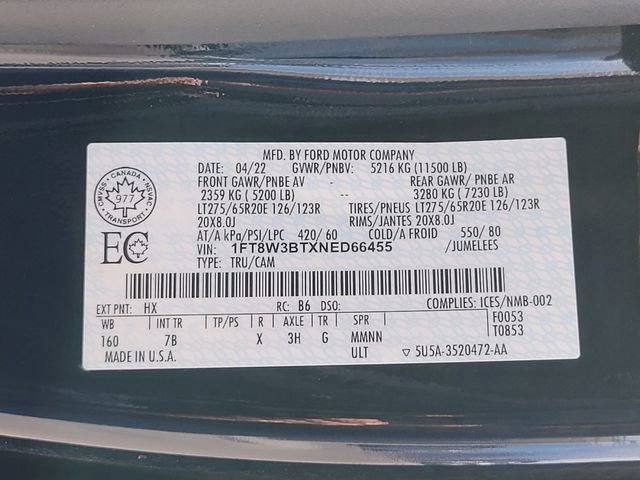 MFD. BY FORD MOTOR COMPANY
DATE: 04/22 GVWR/PNBV: 5216 KG (11500 LB)
FRONT GAWR/PNBE AV -- REAR GAWR/ PNBE AR
2359 KG ( 5200 LB) -- 3280 KG ( 7230 LB)
LT275/65R20E 126/123R TIRES/PNEUS LT275/65R20E 126/123R
20X8.0J RIMS/JANTES 20X8.0J
AT/A kPa/PSI/LPC 420/ 60 COLD/A FROID 550/ 80
VIN: 1FT8W3BTXNED66455 /JUMELEES
TYPE: TRU/CAM
CMVSS CANADA NSVAC
977
TRANSPORT
EC
EXT PNT: HX RC: B6 DSO: COMPLIES: ICES/NMB-002
WB INT TR TP/PS R AXLE TR SPR F0053
160 7B X 3H G MMNN T0853
MADE IN U.S.A. ULT ▽ 5U5A-3520472-AA